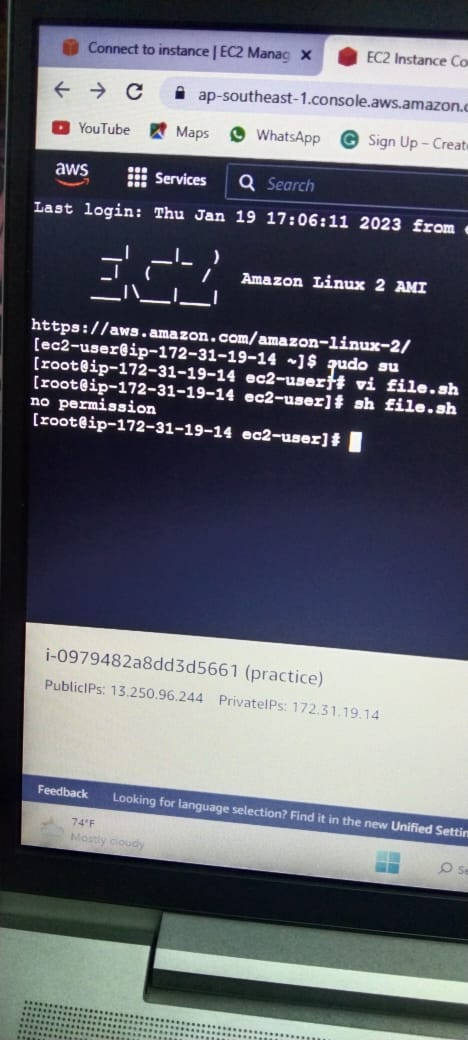 Connect to instance | EC2 Manag
EC2 Instance Co
ap-southeast-1.console.aws.amazon.c
YouTube
Maps
WhatsApp
Sign Up – Create
aws
Services
Search
Last login: Thu Jan 19 17:06:11 2023 from
Amazon Linux 2 AMI
https://aws.amazon.com/amazon-linux-2/
[ec2-user@ip-172-31-19-14 ~]$ sudo su
[root@ip-172-31-19-14 ec2-user]# vi file.sh
[root@ip-172-31-19-14 ec2-user]# sh file.sh
no permission
[root@ip-172-31-19-14 ec2-user]#
i-0979482a8dd3d5661 (practice)
PublicIPs: 13.250.96.244 PrivateIPs: 172.31.19.14
Feedback
Looking for language selection? Find it in the new Unified Settin
74°F
Mostly cloudy
Se